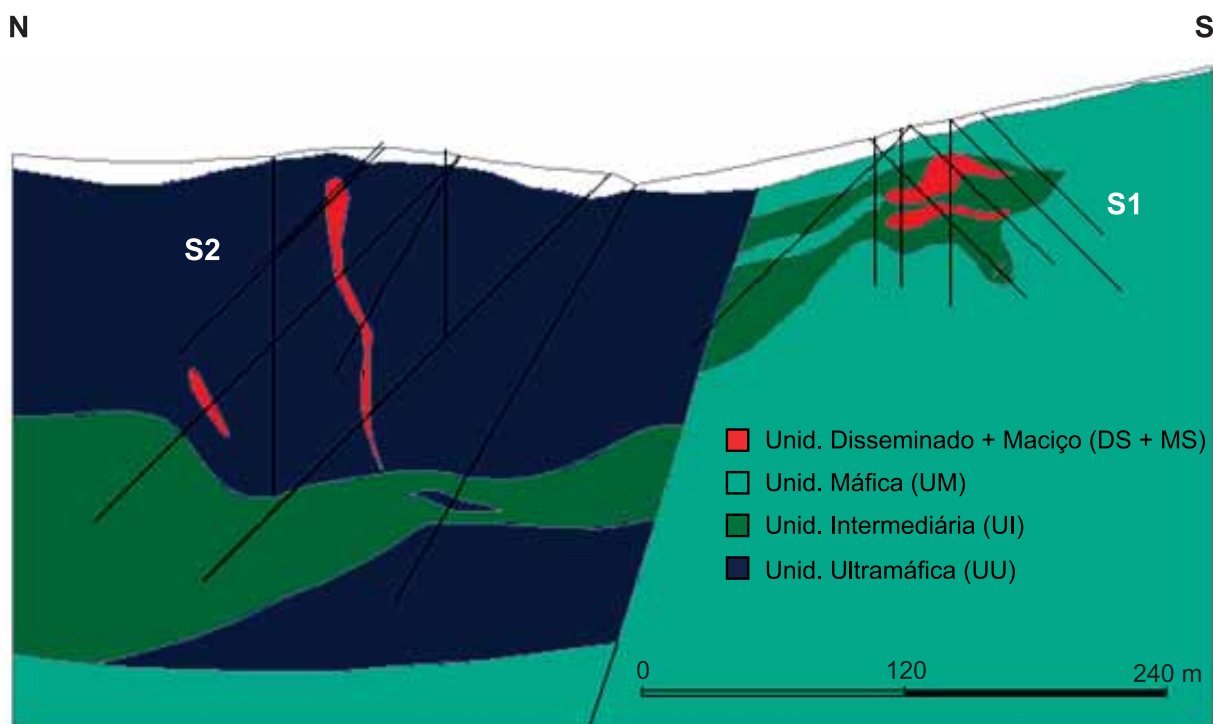 N
S
S2
S1
Unid. Disseminado + Maciço (DS + MS)
Unid. Máfica (UM)
Unid. Intermediária (UI)
Unid. Ultramáfica (UU)
0 120 240 m